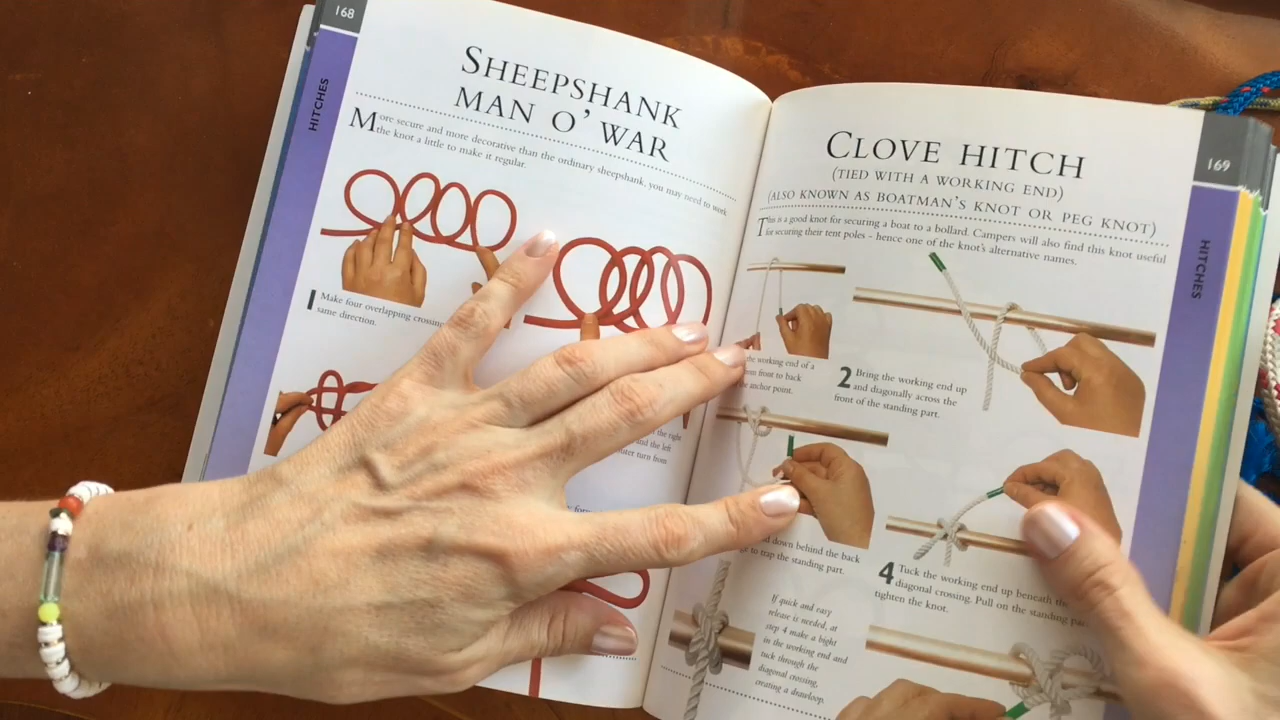 168
HITCHES
SHEEPSHANK
MAN O' WAR
More secure and more decorative than the ordinary sheepshank, you may need to work
the knot a little to make it regular.
1 Make four overlapping crossing
same direction.
the right
and the left
outer turn from
169
HITCHES
CLOVE HITCH
(TIED WITH A WORKING END)
(ALSO KNOWN AS BOATMAN'S KNOT OR PEG KNOT)
This is a good knot for securing a boat to a bollard. Campers will also find this knot useful
for securing their tent poles – hence one of the knot's alternative names.
the working end of a
front to back
anchor point.
2 Bring the working end up
and diagonally across the
front of the standing part.
down behind the back
to trap the standing part.
4 Tuck the working end up beneath the
diagonal crossing. Pull on the standing
tighten the knot.
If quick and easy
release is needed, at
step 4 make a bight
in the working end and
tuck through the
diagonal crossing,
creating a drawloop.